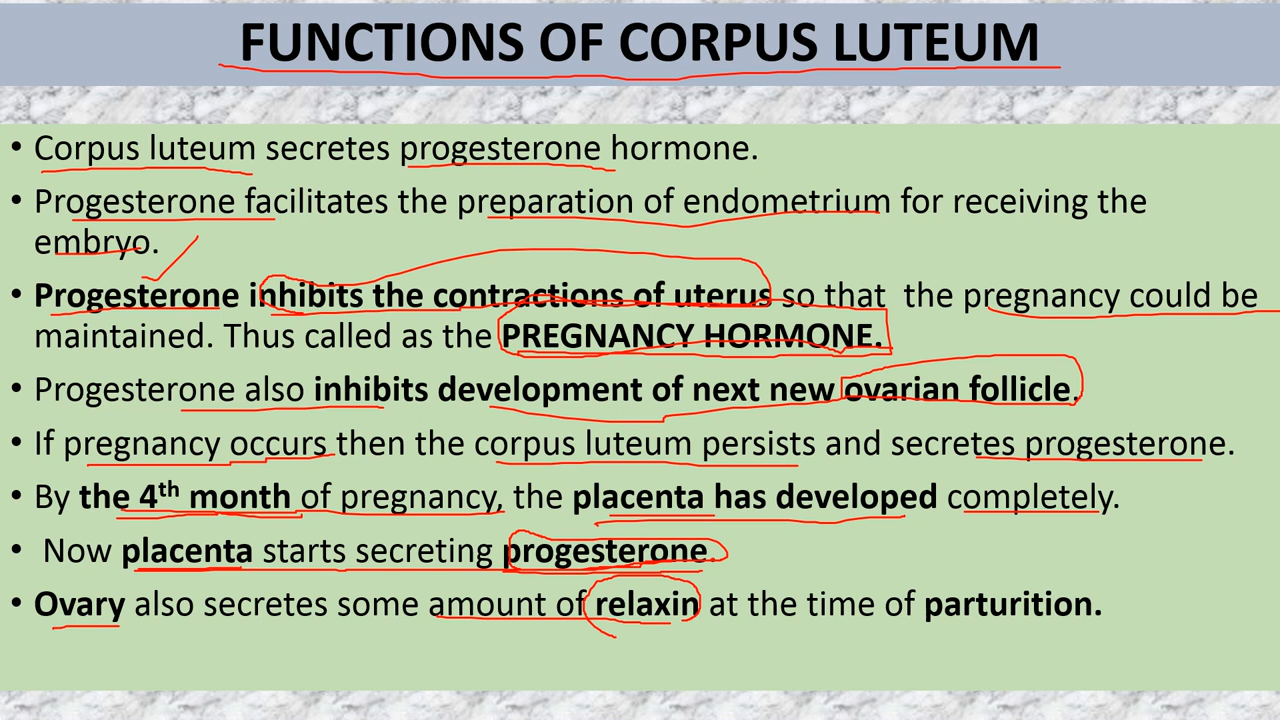 FUNCTIONS OF CORPUS LUTEUM
• Corpus luteum secretes progesterone hormone.
• Progesterone facilitates the preparation of endometrium for receiving the
embryo.
• Progesterone inhibits the contractions of uterus so that the pregnancy could be
maintained. Thus called as the PREGNANCY HORMONE.
• Progesterone also inhibits development of next new ovarian follicle.
• If pregnancy occurs then the corpus luteum persists and secretes progesterone.
• By the 4th month of pregnancy, the placenta has developed completely.
• Now placenta starts secreting progesterone.
• Ovary also secretes some amount of relaxin at the time of parturition.